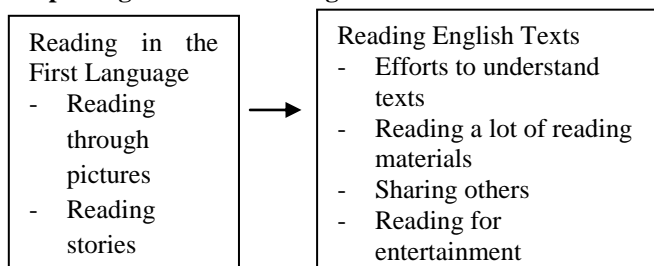 Reading in the
First Language
- Reading
through
pictures
- Reading
stories
Reading English Texts
- Efforts to understand
texts
- Reading a lot of reading
materials
- Sharing others
- Reading for
entertainment